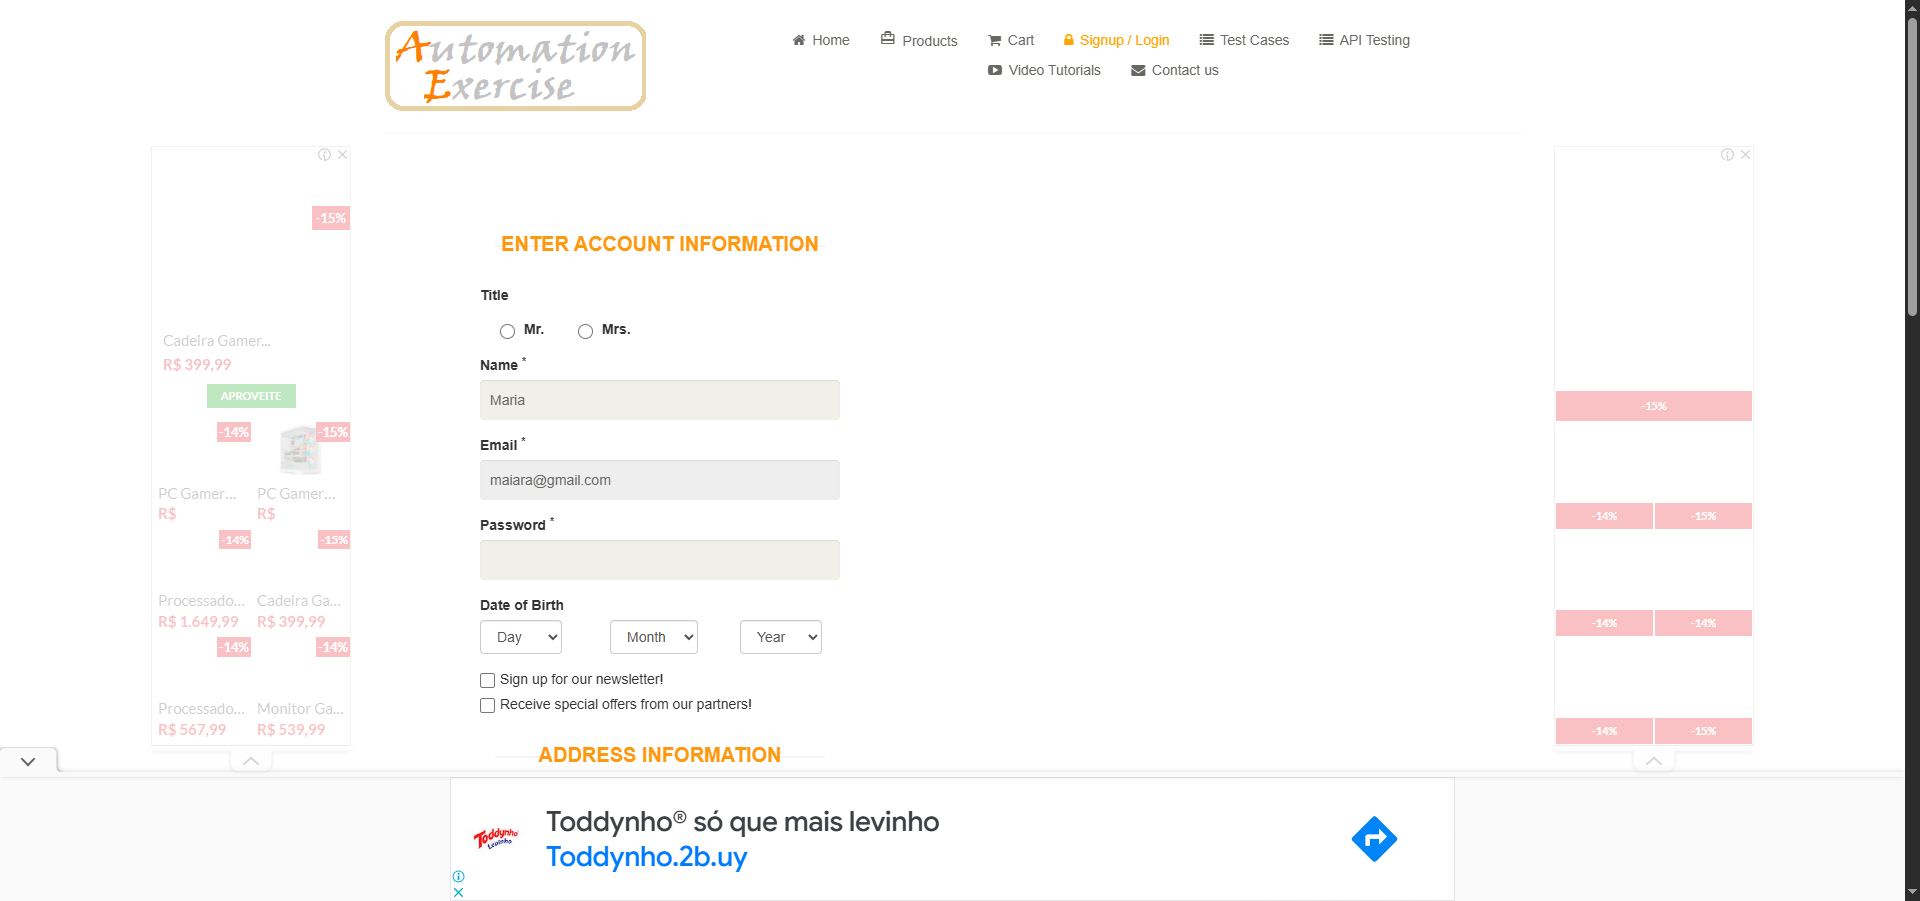 Automation
Exercise
Home
Products
Cart
Signup / Login
Test Cases
API Testing
Video Tutorials
Contact us
-15%
Cadeira Gamer...
R$ 399,99
APROVEITE
-14%
-15%
PC Gamer...
PC Gamer...
R$
R$
-14%
-15%
Processado...
Cadeira Ga...
R$ 1.649,99
R$ 399,99
-14%
-14%
Processado...
Monitor Ga...
R$ 567,99
R$ 539,99
ENTER ACCOUNT INFORMATION
Title
Mr.
Mrs.
Name *
Maria
Email *
maiara@gmail.com
Password *
Date of Birth
Day
Month
Year
Sign up for our newsletter!
Receive special offers from our partners!
ADDRESS INFORMATION
-15%
-14%
-15%
-14%
-14%
-14%
-15%
Toddynho
Levinho
Toddynho® só que mais levinho
Toddynho.2b.uy